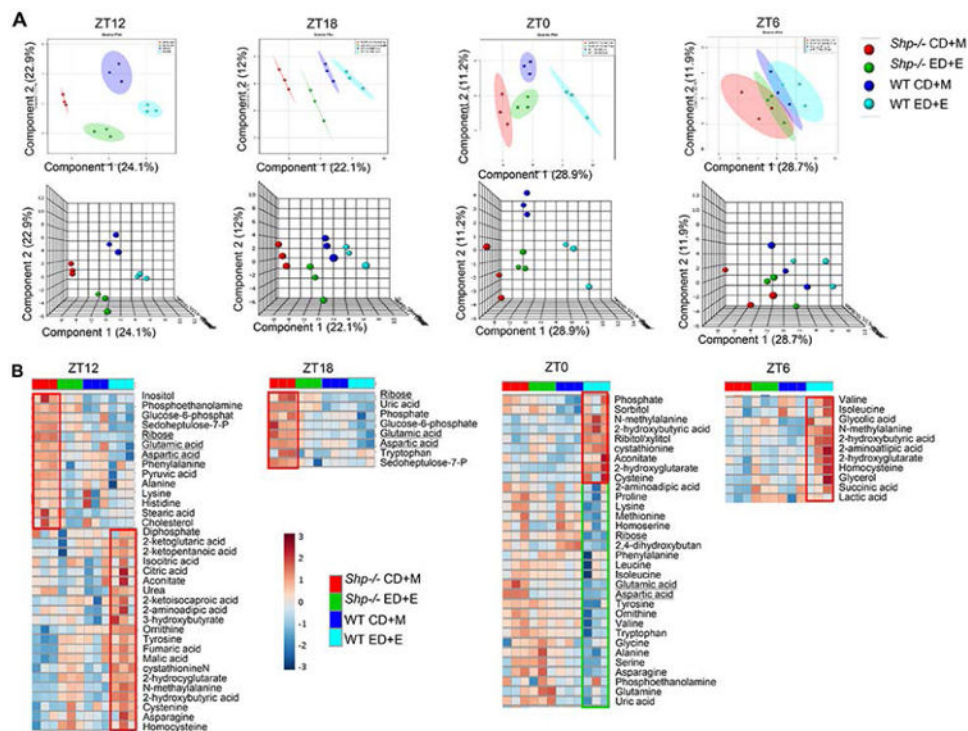 A
ZT12
ZT18
ZT0
ZT6
Component 2 (22.9%)
Component 1 (24.1%)
Component 2 (12%)
Component 1 (22.1%)
Component 2 (11.2%)
Component 1 (28.9%)
Component 2 (11.9%)
Component 1 (28.7%)
Shp-/- CD+M
Shp-/- ED+E
WT CD+M
WT ED+E
Component 2 (22.9%)
Component 1 (24.1%)
Component 2 (12%)
Component 1 (22.1%)
Component 2 (11.2%)
Component 1 (28.9%)
Component 2 (11.9%)
Component 1 (28.7%)
B
ZT12
Inositol
Phosphoethanolamine
Glucose-6-phosphat
Sedoheptulose-7-P
Ribose
Glutamic acid
Aspartic acid
Phenylalanine
Pyruvic acid
Alanine
Lysine
Histidine
Stearic acid
Cholesterol
Diphosphate
2-ketoglutaric acid
2-ketopentanoic acid
Isocitric acid
Citric acid
Aconitate
Urea
2-ketoisocaproic acid
2-aminoadipic acid
3-hydroxybutyrate
Ornithine
Tyrosine
Fumaric acid
Malic acid
cystathionineN
2-hydrocyglutarate
N-methaylalanine
2-hydroxybutyric acid
Cystenine
Asparagine
Homocysteine
ZT18
Ribose
Uric acid
Phosphate
Glucose-6-phosphate
Glutamic acid
Aspartic acid
Tryptophan
Sedoheptulose-7-P
3
2
1
0
-1
-2
-3
Shp-/- CD+M
Shp-/- ED+E
WT CD+M
WT ED+E
ZT0
Phosphate
Sorbitol
N-methylalanine
2-hydroxybutyric acid
Ribitol/xylitol
cystathionine
Aconitate
2-hydroxglutarate
Cysteine
2-aminoadipic acid
Proline
Lysine
Methionine
Homoserine
Ribose
2,4-dihydroxybutan
Phenylalanine
Leucine
Isoleucine
Glutamic acid
Aspartic acid
Tyrosine
Ornithine
Valine
Tryptophan
Glycine
Alanine
Serine
Asparagine
Phosphoethanolamine
Glutamine
Uric acid
ZT6
Valine
Isoleucine
Glycolic acid
N-methylalanine
2-hydroxybutyric acid
2-aminoatlipic acid
2-hydroxyglutarate
Homocysteine
Glycerol
Succinic acid
Lactic acid